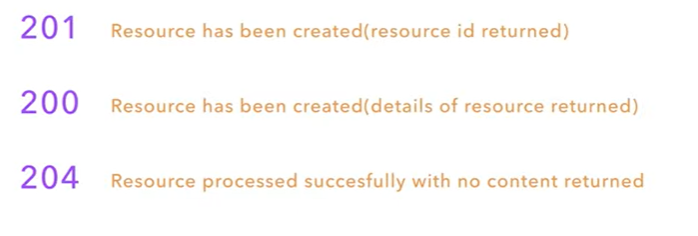 201 Resource has been created(resource id returned)
200 Resource has been created(details of resource returned)
204 Resource processed succesfully with no content returned